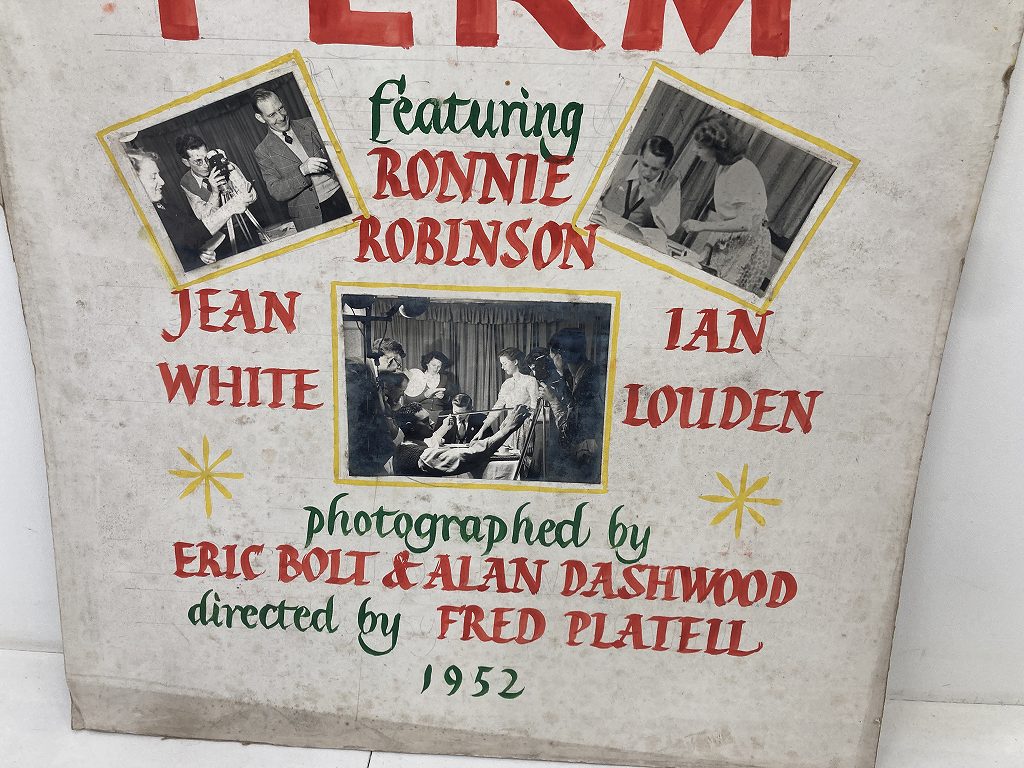 featuring
RONNIE
ROBINSON
JEAN
WHITE
IAN
LOUDEN
photographed by
ERIC BOLT & ALAN DASHWOOD
directed by FRED PLATELL
1952